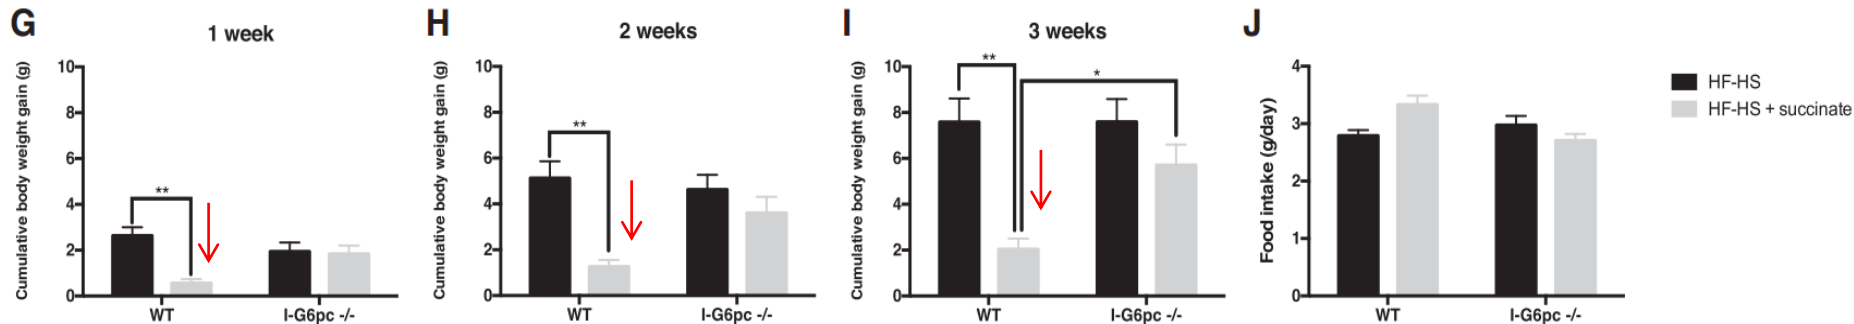 G
1 week
Cumulative body weight gain (g)
10
8
6
4
2
0
**
WT
I-G6pc -/-
H
2 weeks
Cumulative body weight gain (g)
10
8
6
4
2
0
**
WT
I-G6pc -/-
I
3 weeks
Cumulative body weight gain (g)
10
8
6
4
2
0
**
*
WT
I-G6pc -/-
J
Food intake (g/day)
4
3
2
1
0
WT
I-G6pc -/-
HF-HS
HF-HS + succinate